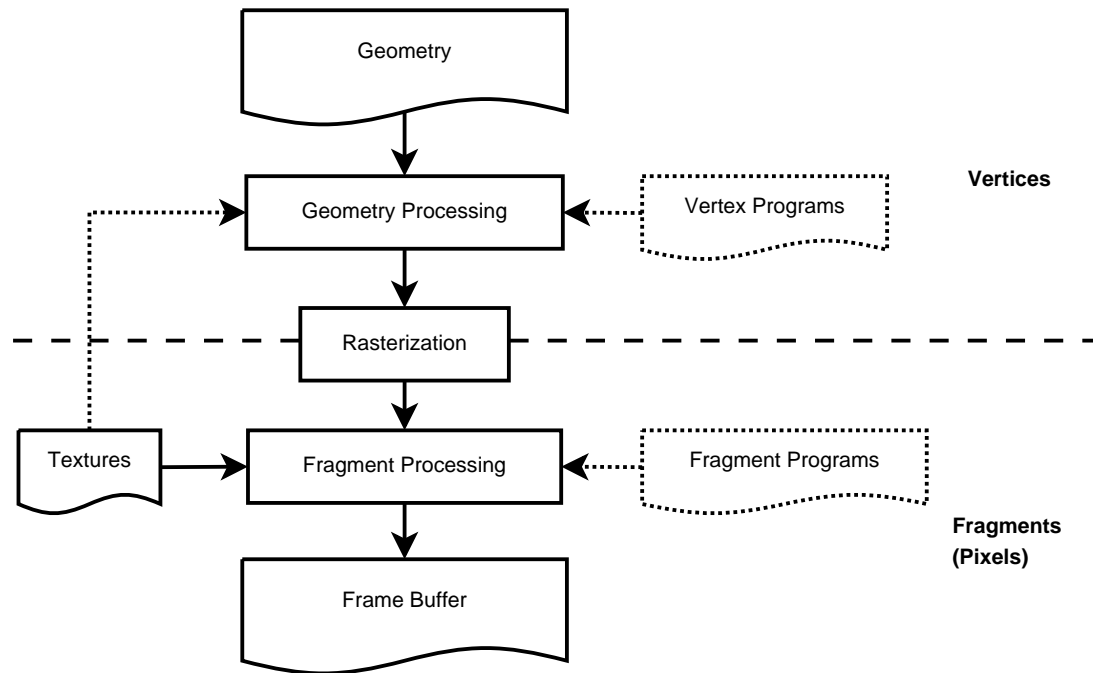 Geometry
Vertices
Geometry Processing
Vertex Programs
Rasterization
Textures
Fragment Processing
Fragment Programs
Fragments
(Pixels)
Frame Buffer